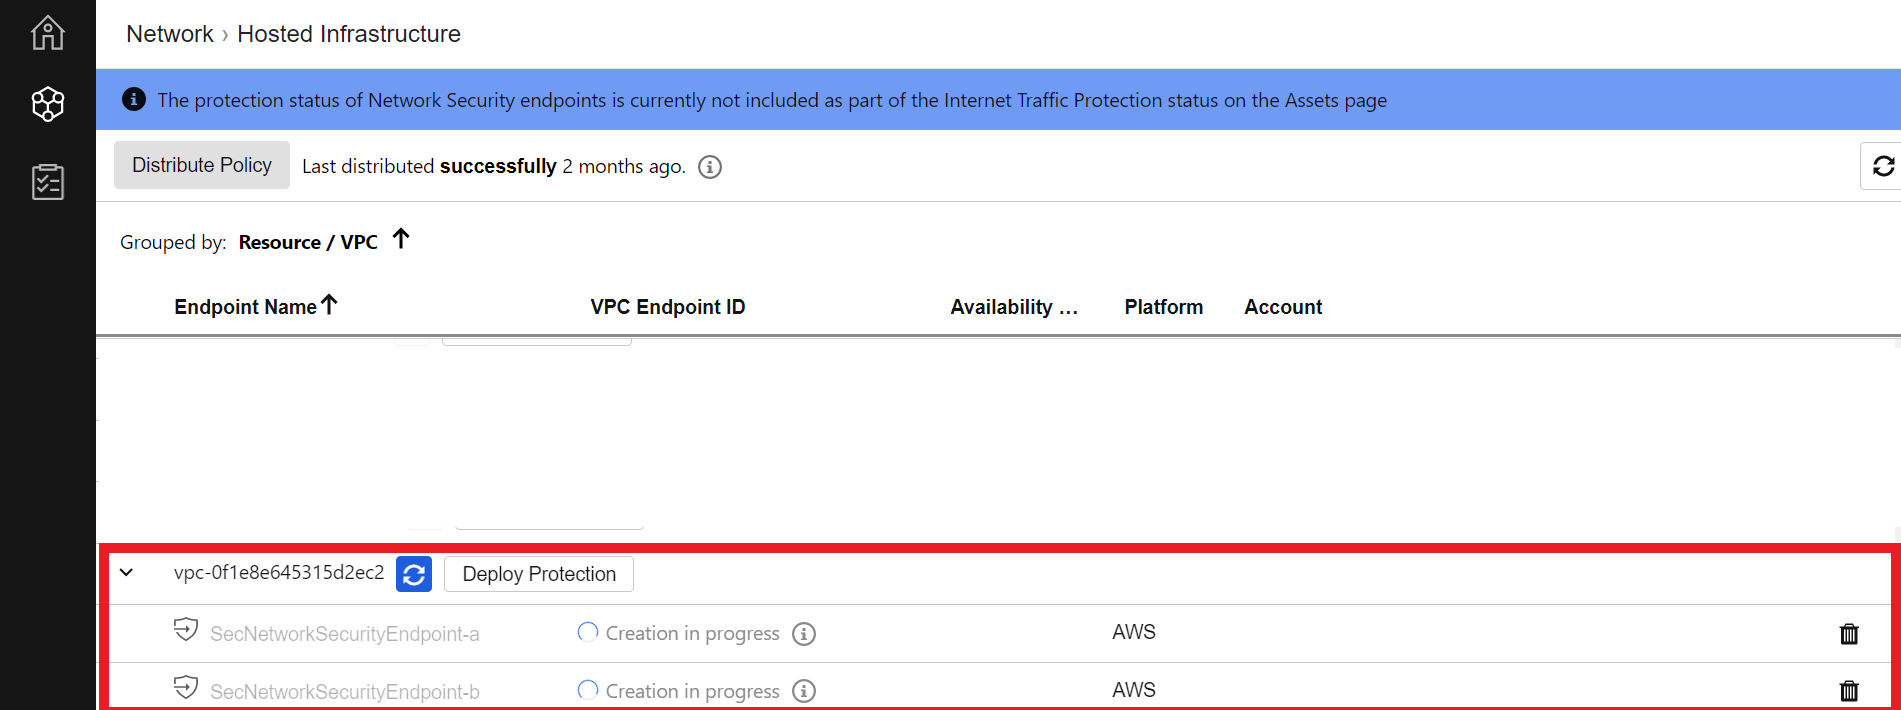 Network › Hosted Infrastructure
The protection status of Network Security endpoints is currently not included as part of the Internet Traffic Protection status on the Assets page
Distribute Policy Last distributed successfully 2 months ago.
Grouped by: Resource / VPC
Endpoint Name VPC Endpoint ID Availability ... Platform Account
vpc-0f1e8e645315d2ec2 Deploy Protection
SecNetworkSecurityEndpoint-a Creation in progress AWS
SecNetworkSecurityEndpoint-b Creation in progress AWS